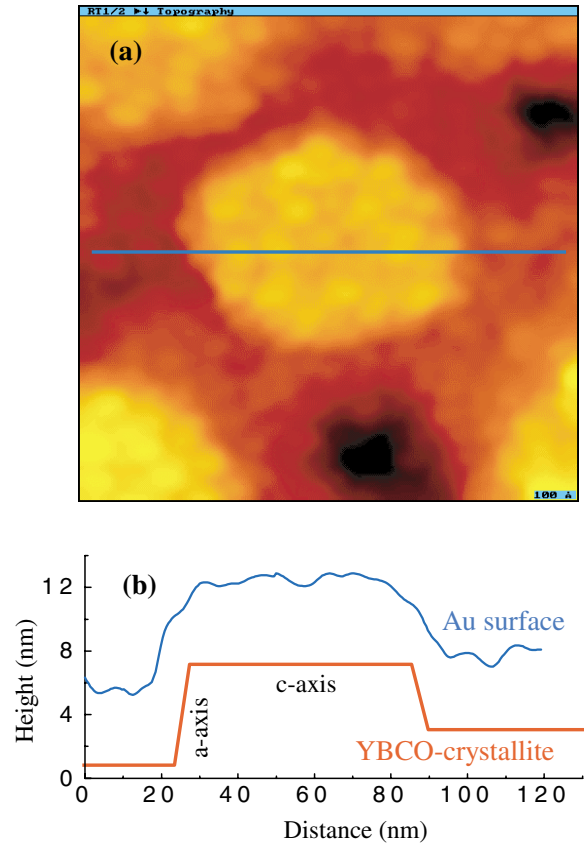 RT1/2 ►↓ Topography
(a)
100 Å
(b)
12
8
4
0
Height (nm)
Au surface
c-axis
a-axis
YBCO-crystallite
0 20 40 60 80 100 120
Distance (nm)